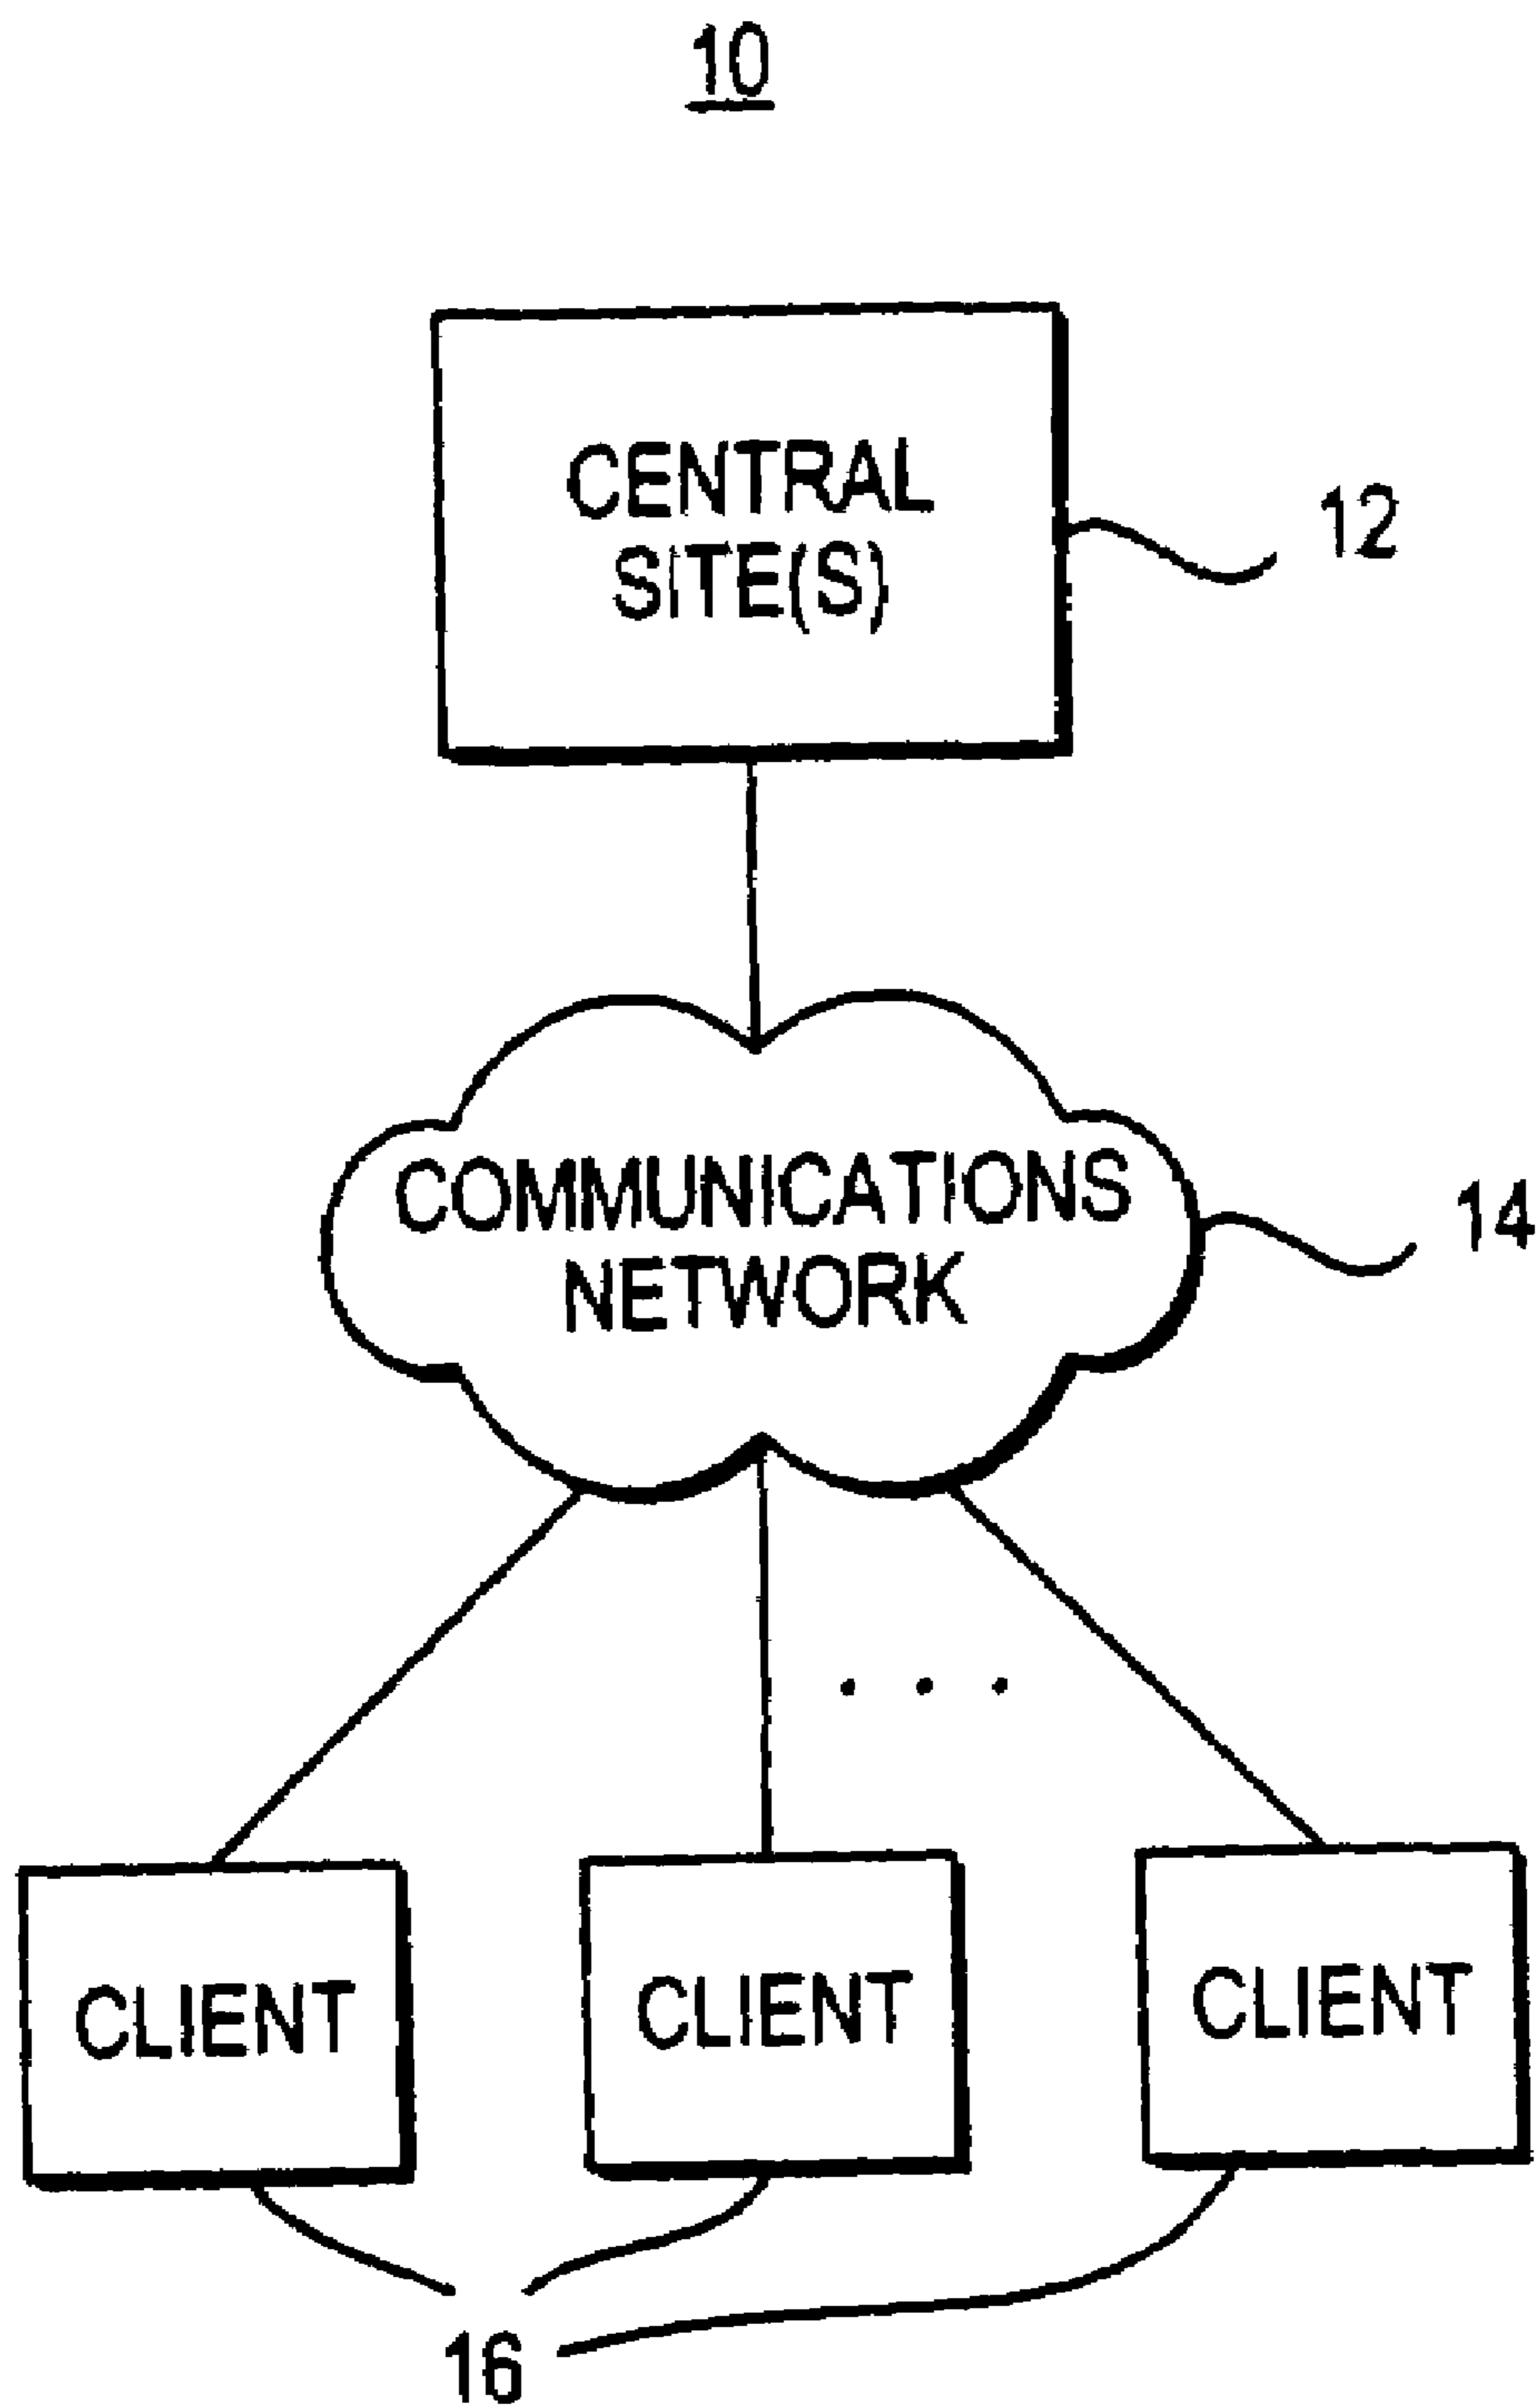 10
CENTRAL
SITE(S)
12
COMMUNICATIONS
NETWORK
14
. . .
CLIENT
CLIENT
CLIENT
16